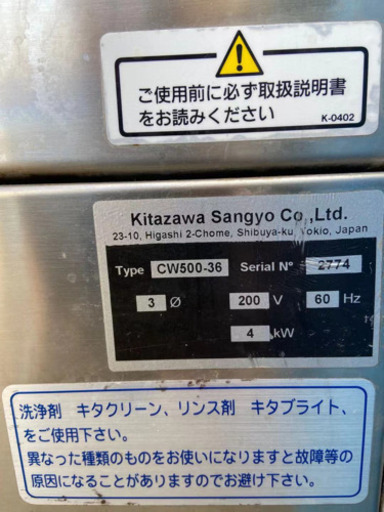 ご使用前に必ず取扱説明書
をお読みください
K-0402
Kitazawa Sangyo Co.,Ltd.
23-10, Higashi 2-Chome, Shibuya-ku, Tokio, Japan
Type CW500-36 Serial Nº 2774
3 Ø 200 V 60 Hz
4 kW
洗浄剤 キタクリーン、リンス剤 キタブライト、
をご使用下さい。
異なった種類のものをお使いになりますと故障等の
原因になることがありますのでお避け下さい。